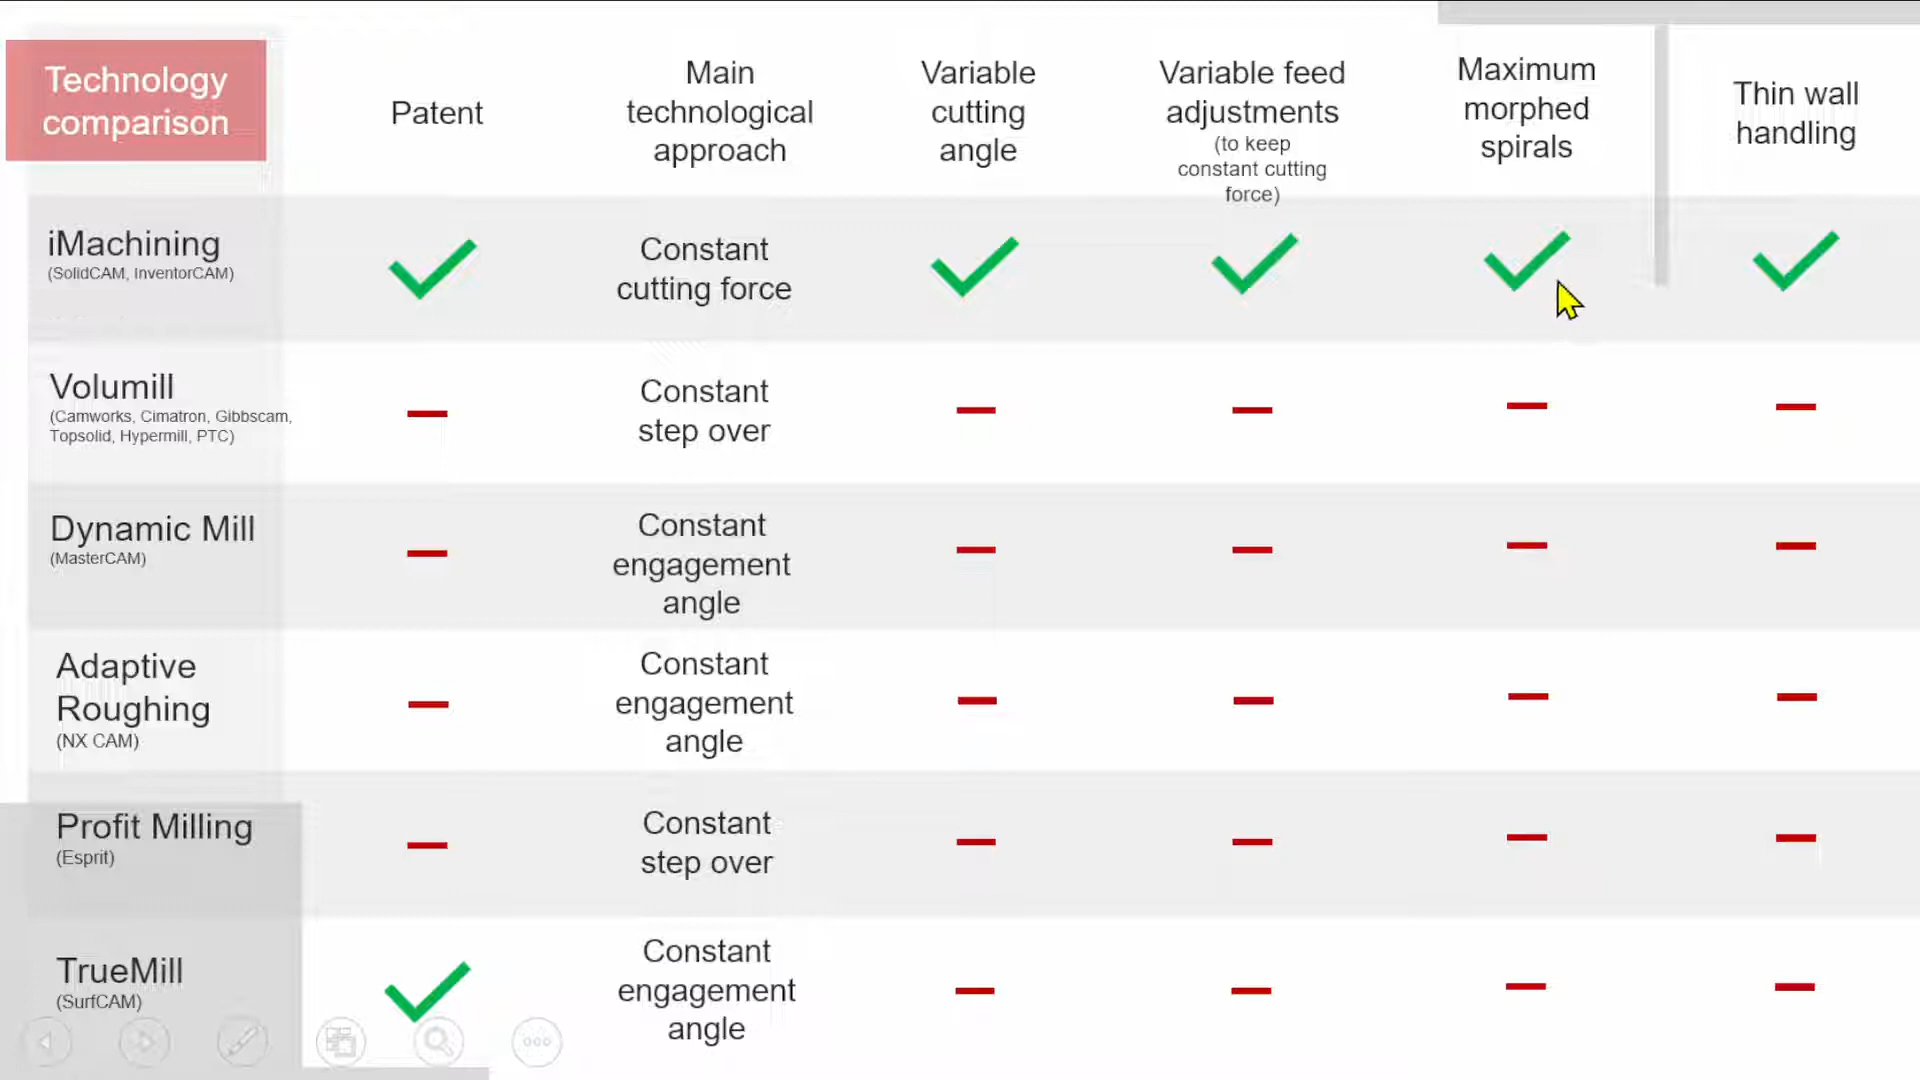 Technology
comparison
Patent
Main
technological
approach
Variable
cutting
angle
Variable feed
adjustments
(to keep
constant cutting
force)
Maximum
morphed
spirals
Thin wall
handling
iMachining
(SolidCAM, InventorCAM)
Constant
cutting force
Volumill
(Camworks, Cimatron, Gibbscam,
Topsolid, Hypermill, PTC)
Constant
step over
Dynamic Mill
(MasterCAM)
Constant
engagement
angle
Adaptive
Roughing
(NX CAM)
Constant
engagement
angle
Profit Milling
(Esprit)
Constant
step over
TrueMill
(SurfCAM)
Constant
engagement
angle